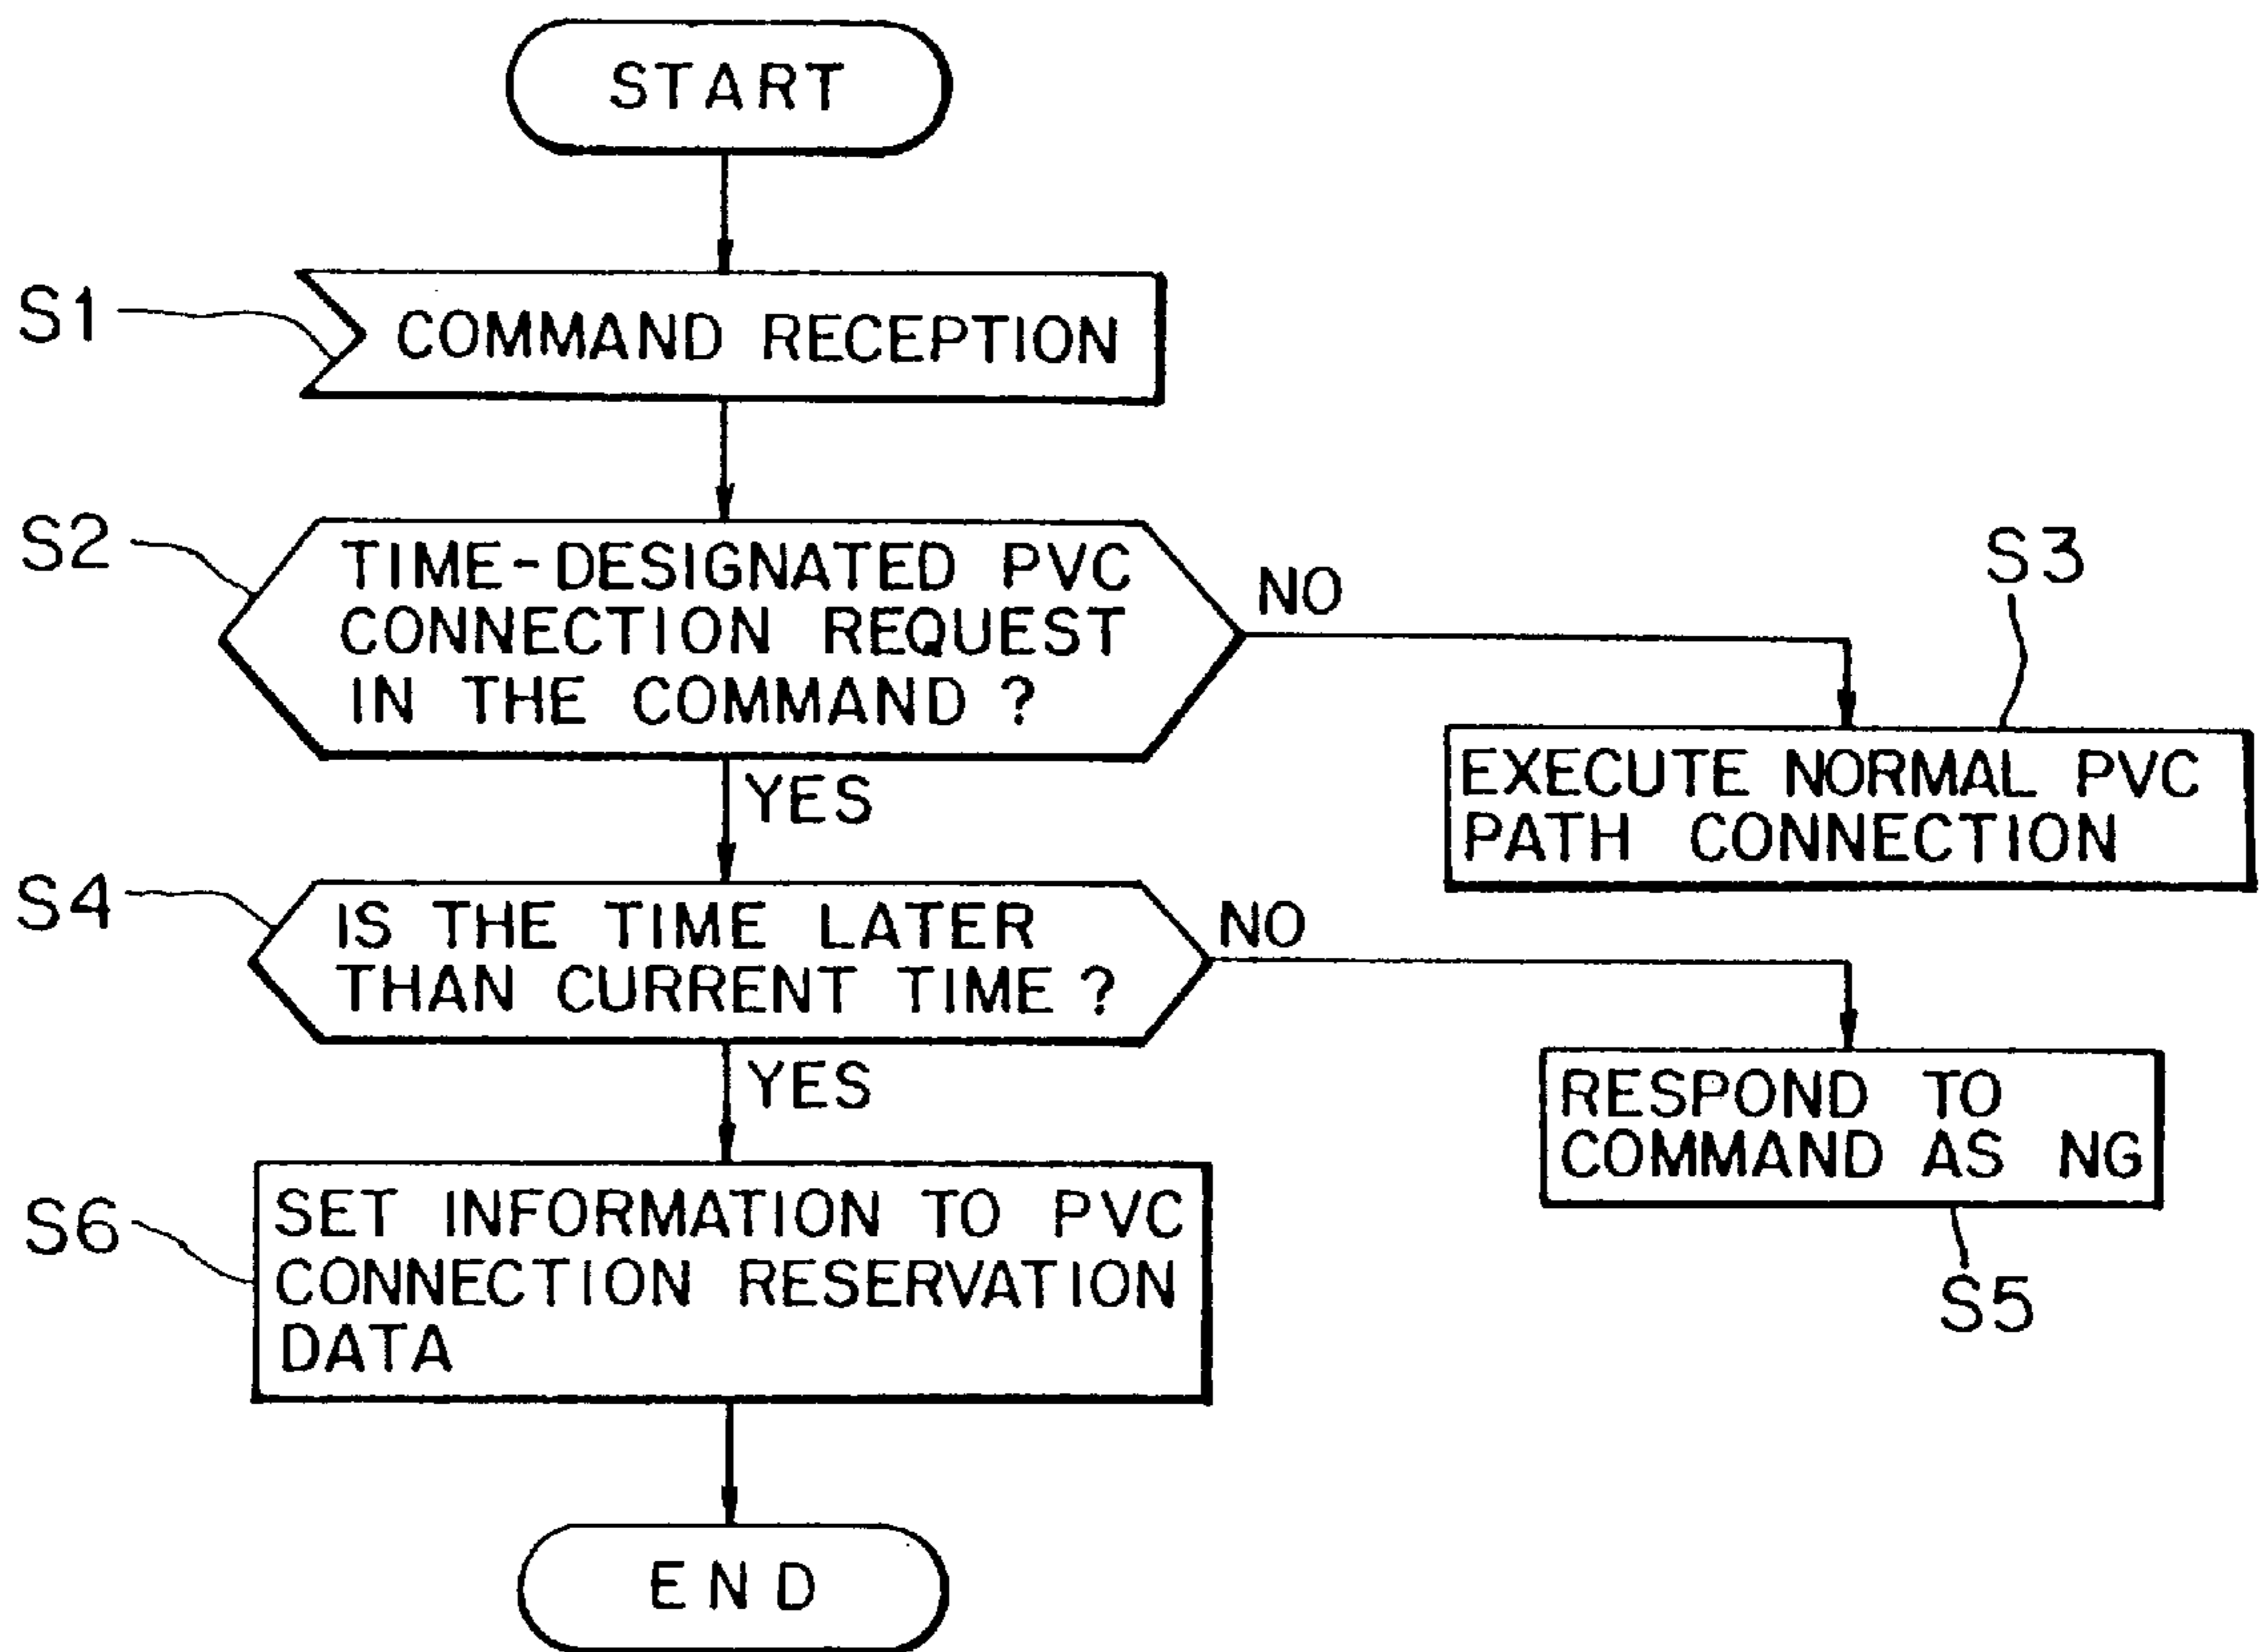 START
S1
COMMAND RECEPTION
S2
TIME-DESIGNATED PVC
CONNECTION REQUEST
IN THE COMMAND ?
NO
S3
EXECUTE NORMAL PVC
PATH CONNECTION
YES
S4
IS THE TIME LATER
THAN CURRENT TIME ?
NO
RESPOND TO
COMMAND AS NG
S5
YES
S6
SET INFORMATION TO PVC
CONNECTION RESERVATION
DATA
END